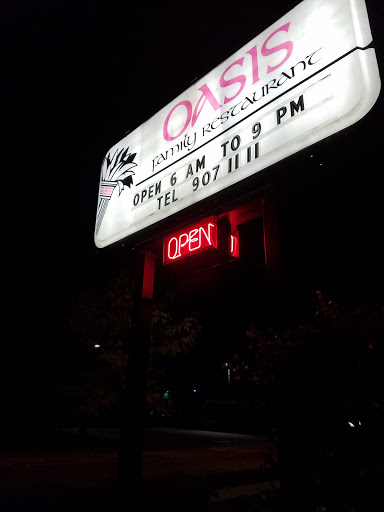 OASIS
FAMILY RESTAURANT
OPEN 6 AM TO 9 PM
TEL 907 11 11
OPEN